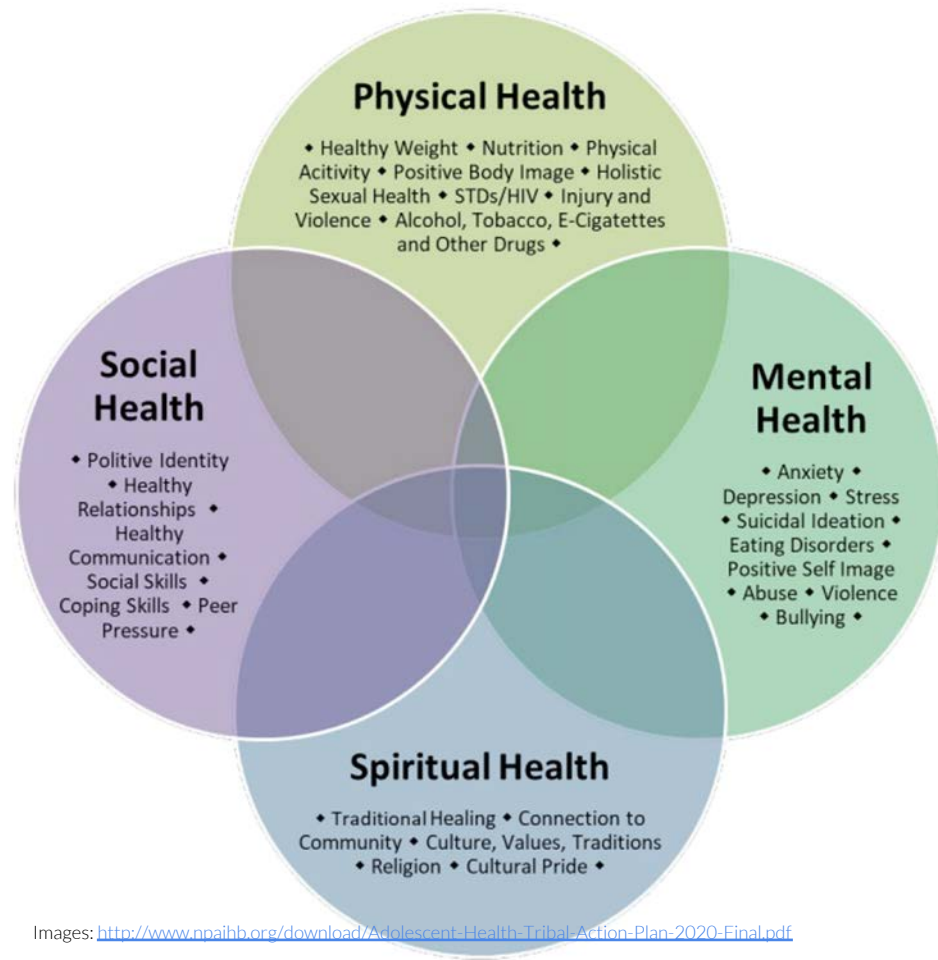 Physical Health
◆ Healthy Weight ◆ Nutrition ◆ Physical
Acitivity ◆ Positive Body Image ◆ Holistic
Sexual Health ◆ STDs/HIV ◆ Injury and
Violence ◆ Alcohol, Tobacco, E-Cigatettes
and Other Drugs ◆
Social
Health
◆ Politive Identity
◆ Healthy
Relationships ◆
Healthy
Communication ◆
Social Skills ◆
Coping Skills ◆ Peer
Pressure ◆
Mental
Health
◆ Anxiety ◆
Depression ◆ Stress
◆ Suicidal Ideation ◆
Eating Disorders ◆
Positive Self Image
◆ Abuse ◆ Violence
◆ Bullying ◆
Spiritual Health
◆ Traditional Healing ◆ Connection to
Community ◆ Culture, Values, Traditions
◆ Religion ◆ Cultural Pride ◆
Images: http://www.npaihb.org/download/Adolescent-Health-Tribal-Action-Plan-2020-Final.pdf